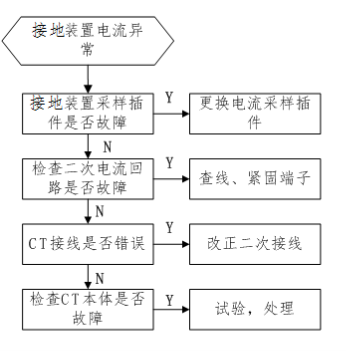 接地装置电流异
常
接地装置采样插
件是否故障
Y
更换电流采样插
件
N
检查二次电流回
路是否故障
Y
查线、紧固端子
N
CT接线是否错误
Y
改正二次接线
N
检查CT本体是否
故障
Y
试验，处理